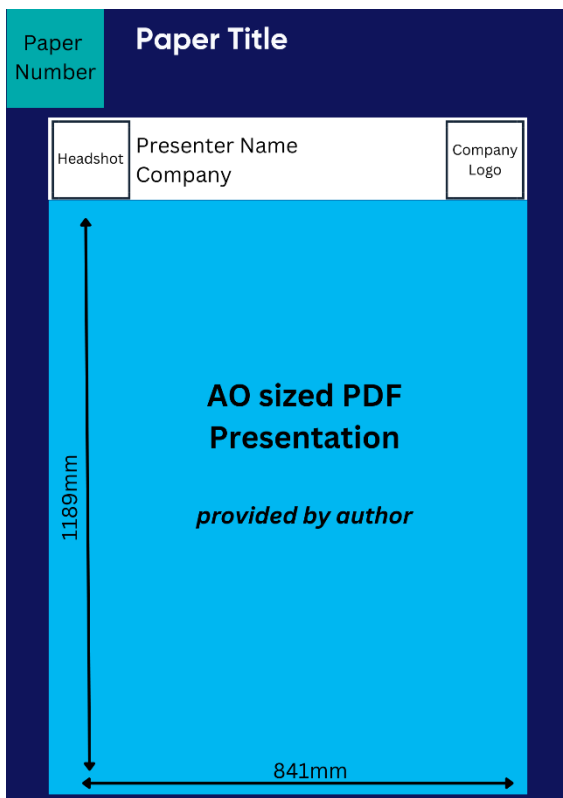 Paper
Number
Paper Title
Headshot
Presenter Name
Company
Company
Logo
AO sized PDF
Presentation
provided by author
1189mm
841mm